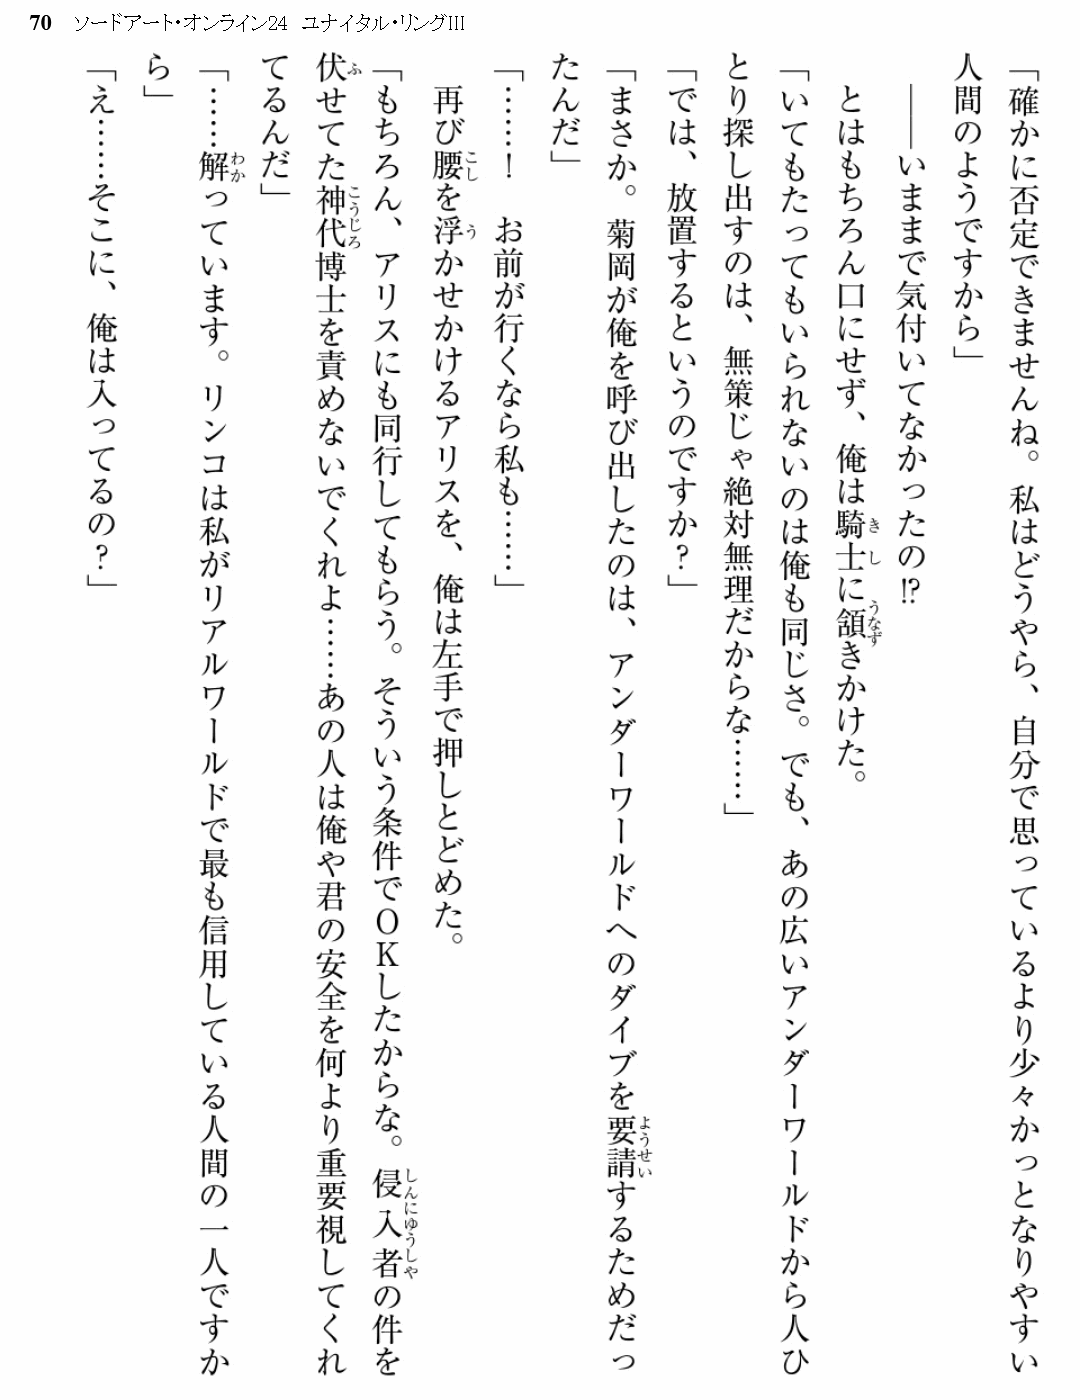 70 ソードアート・オンライン24 ユナイタル・リングIII
「確かに否定できませんね。私はどうやら、自分で思っているより少々かっとなりやすい
人間のようですから」
――いままで気付いてなかったの!?
とはもちろん口にせず、俺は騎士に頷きかけた。
「いてもたってもいられないのは俺も同じさ。でも、あの広いアンダーワールドから人ひ
とり探し出すのは、無策じゃ絶対無理だからな……」
「では、放置するというのですか？」
「まさか。菊岡が俺を呼び出したのは、アンダーワールドへのダイブを要請するためだっ
たんだ」
「……！　お前が行くなら私も……」
再び腰を浮かせかけるアリスを、俺は左手で押しとどめた。
「もちろん、アリスにも同行してもらう。そういう条件でOKしたからな。侵入者の件を
伏せてた神代博士を責めないでくれよ……あの人は俺や君の安全を何より重要視してくれ
てるんだ」
「……解っています。リンコは私がリアルワールドで最も信用している人間の一人ですか
ら」
「え……そこに、俺は入ってるの？」